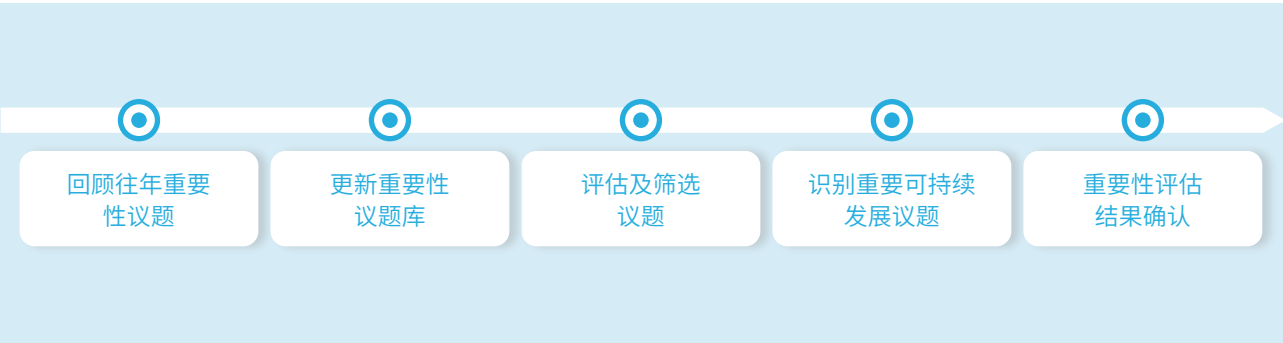 回顾往年重要
性议题
更新重要性
议题库
评估及筛选
议题
识别重要可持续
发展议题
重要性评估
结果确认